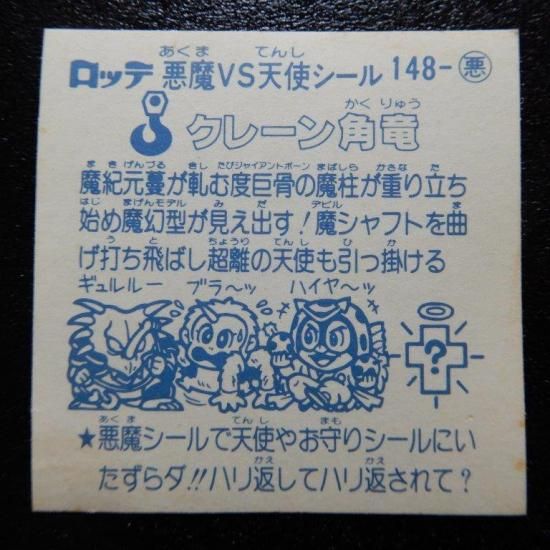 ロッテ 悪魔VS天使シール 148-悪
クレーン角竜
魔紀元蔓が軋む度巨骨の魔柱が重り立ち
始め魔幻型が見え出す!魔シャフトを曲
げ打ち飛ばし超離の天使も引っ掛ける
ギュルルー ブラ〜ッ ハイヤ〜ッ
?
★悪魔シールで天使やお守りシールにい
たずらダ!!ハリ返してハリ返されて?